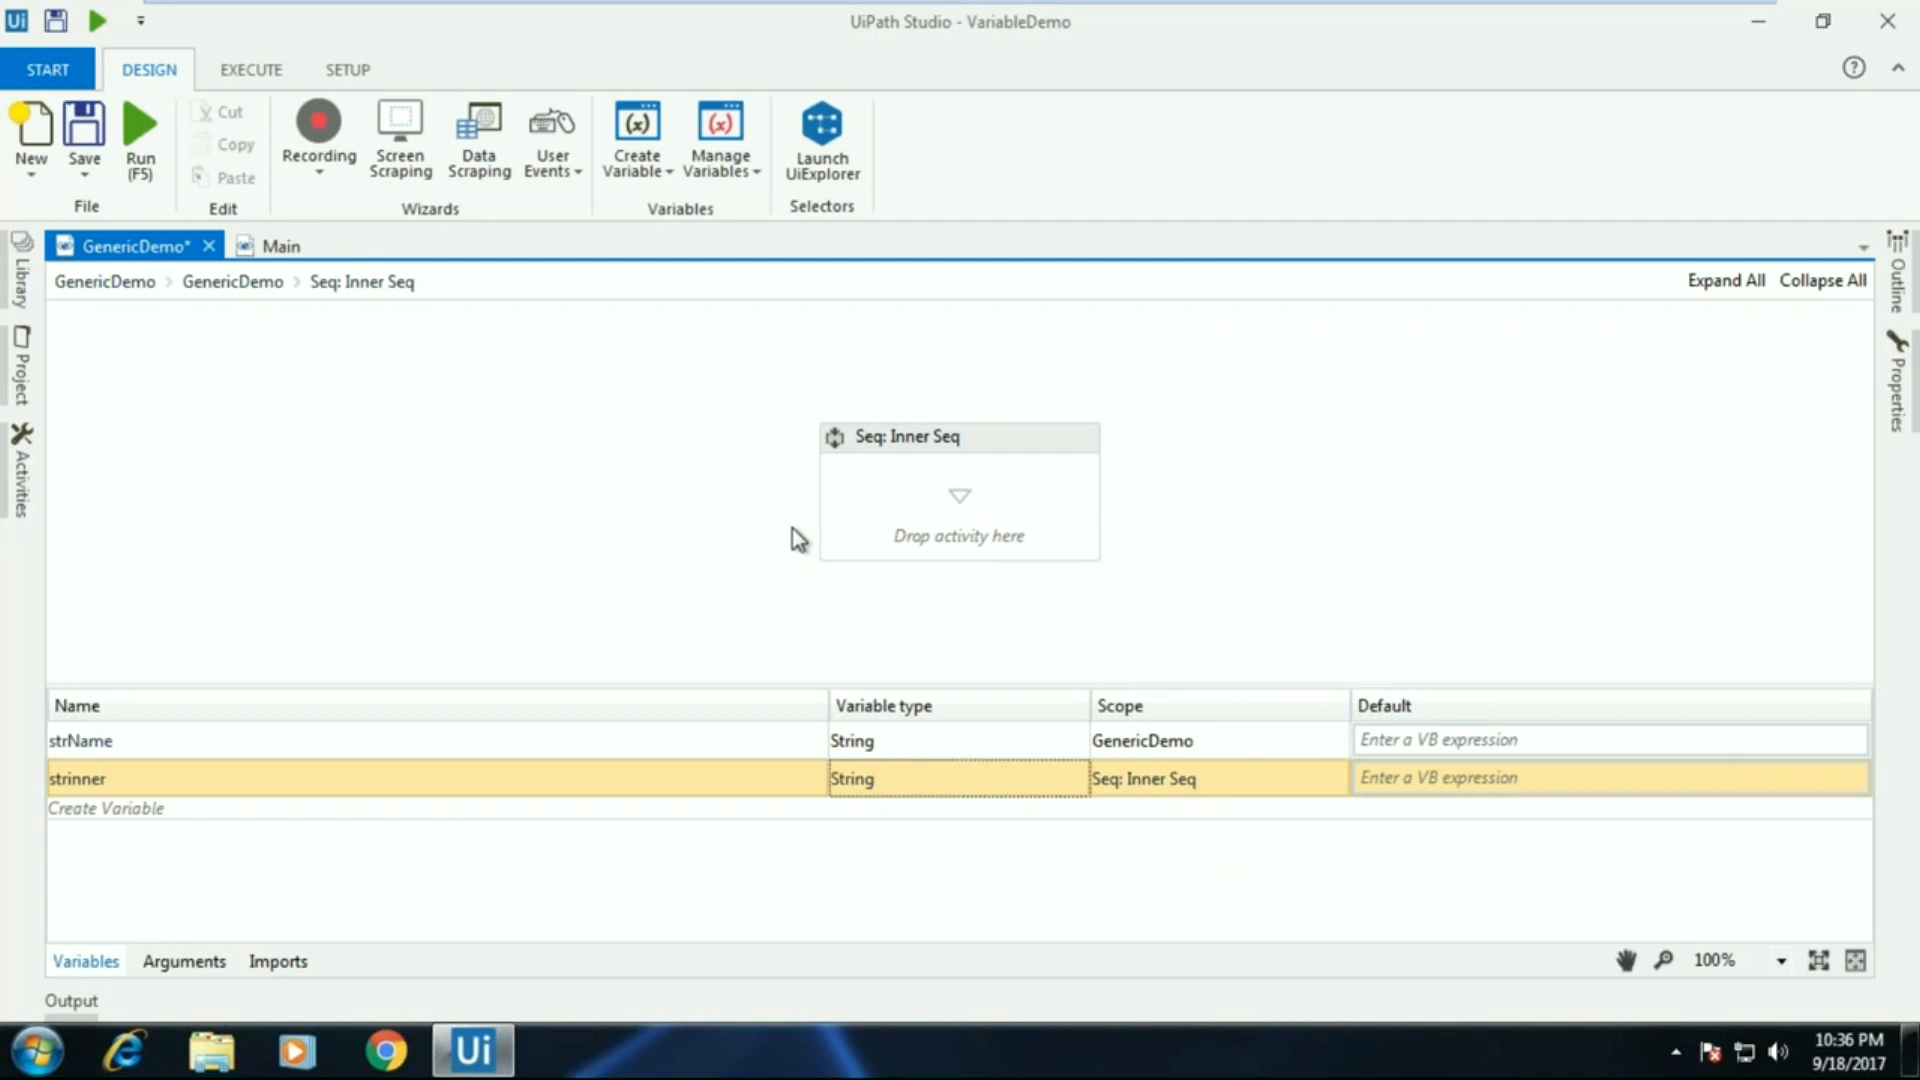 Ui
UiPath Studio - VariableDemo
START
DESIGN
EXECUTE
SETUP
New
Save
Run
(F5)
File
Cut
Copy
Paste
Edit
Recording
Screen
Scraping
Data
Scraping
User
Events
Wizards
(x)
Create
Variable
(x)
Manage
Variables
Variables
Launch
UiExplorer
Selectors
Library
Project
Activities
GenericDemo*
Main
GenericDemo
GenericDemo
Seq: Inner Seq
Expand All
Collapse All
Outline
Properties
Seq: Inner Seq
Drop activity here
Name
Variable type
Scope
Default
strName
String
GenericDemo
Enter a VB expression
strinner
String
Seq: Inner Seq
Enter a VB expression
Create Variable
Variables
Arguments
Imports
100%
Output
Ui
10:36 PM
9/18/2017